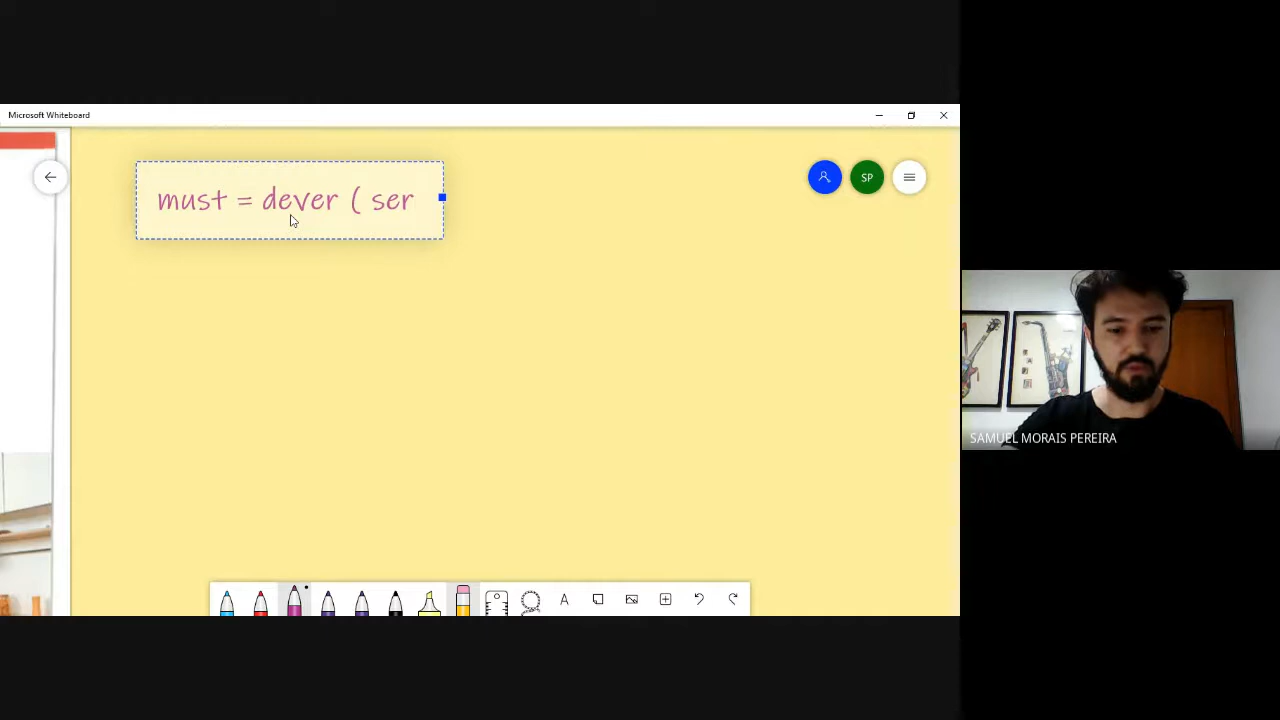 Microsoft Whiteboard
SP
must = dever ( ser
A
SAMUEL MORAIS PEREIRA